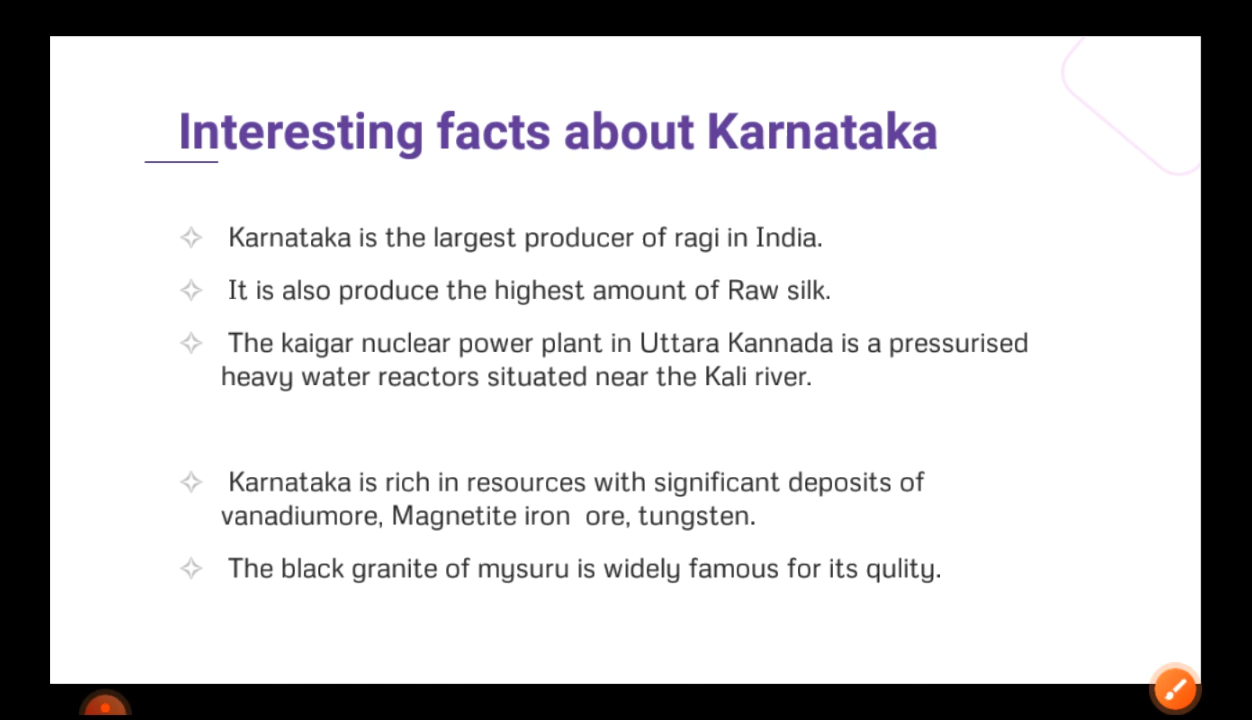 Interesting facts about Karnataka
Karnataka is the largest producer of ragi in India.
It is also produce the highest amount of Raw silk.
The kaigar nuclear power plant in Uttara Kannada is a pressurised
heavy water reactors situated near the Kali river.
Karnataka is rich in resources with significant deposits of
vanadiumore, Magnetite iron  ore, tungsten.
The black granite of mysuru is widely famous for its qulity.